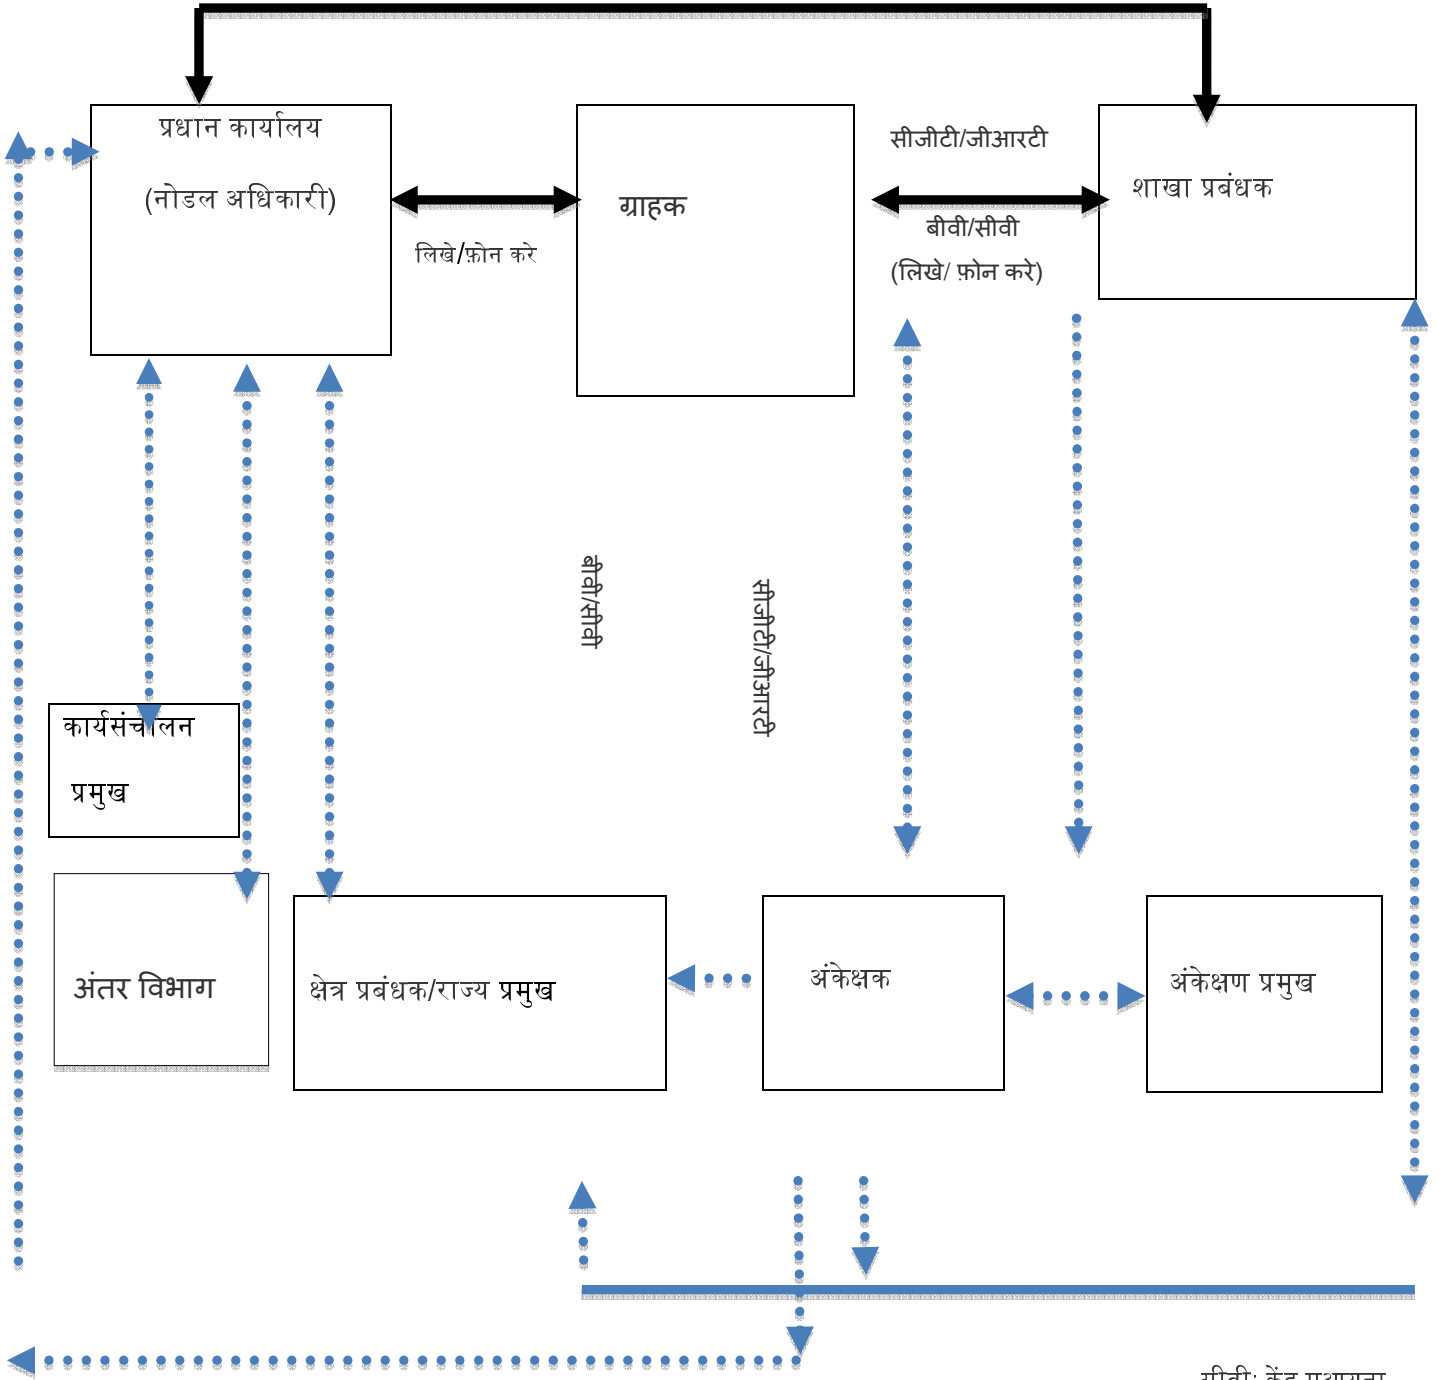 प्रधान कार्यालय
(नोडल अधिकारी)
लिखे/फ़ोन करे
ग्राहक
सीजीटी/जीआरटी
बीवी/सीवी
(लिखे/ फ़ोन करे)
शाखा प्रबंधक
बीवी/सीवी
सीजीटी/जीआरटी
कार्यसंचालन
प्रमुख
अंतर विभाग
क्षेत्र प्रबंधक/राज्य प्रमुख
अंकेक्षक
अंकेक्षण प्रमुख
केंद्र